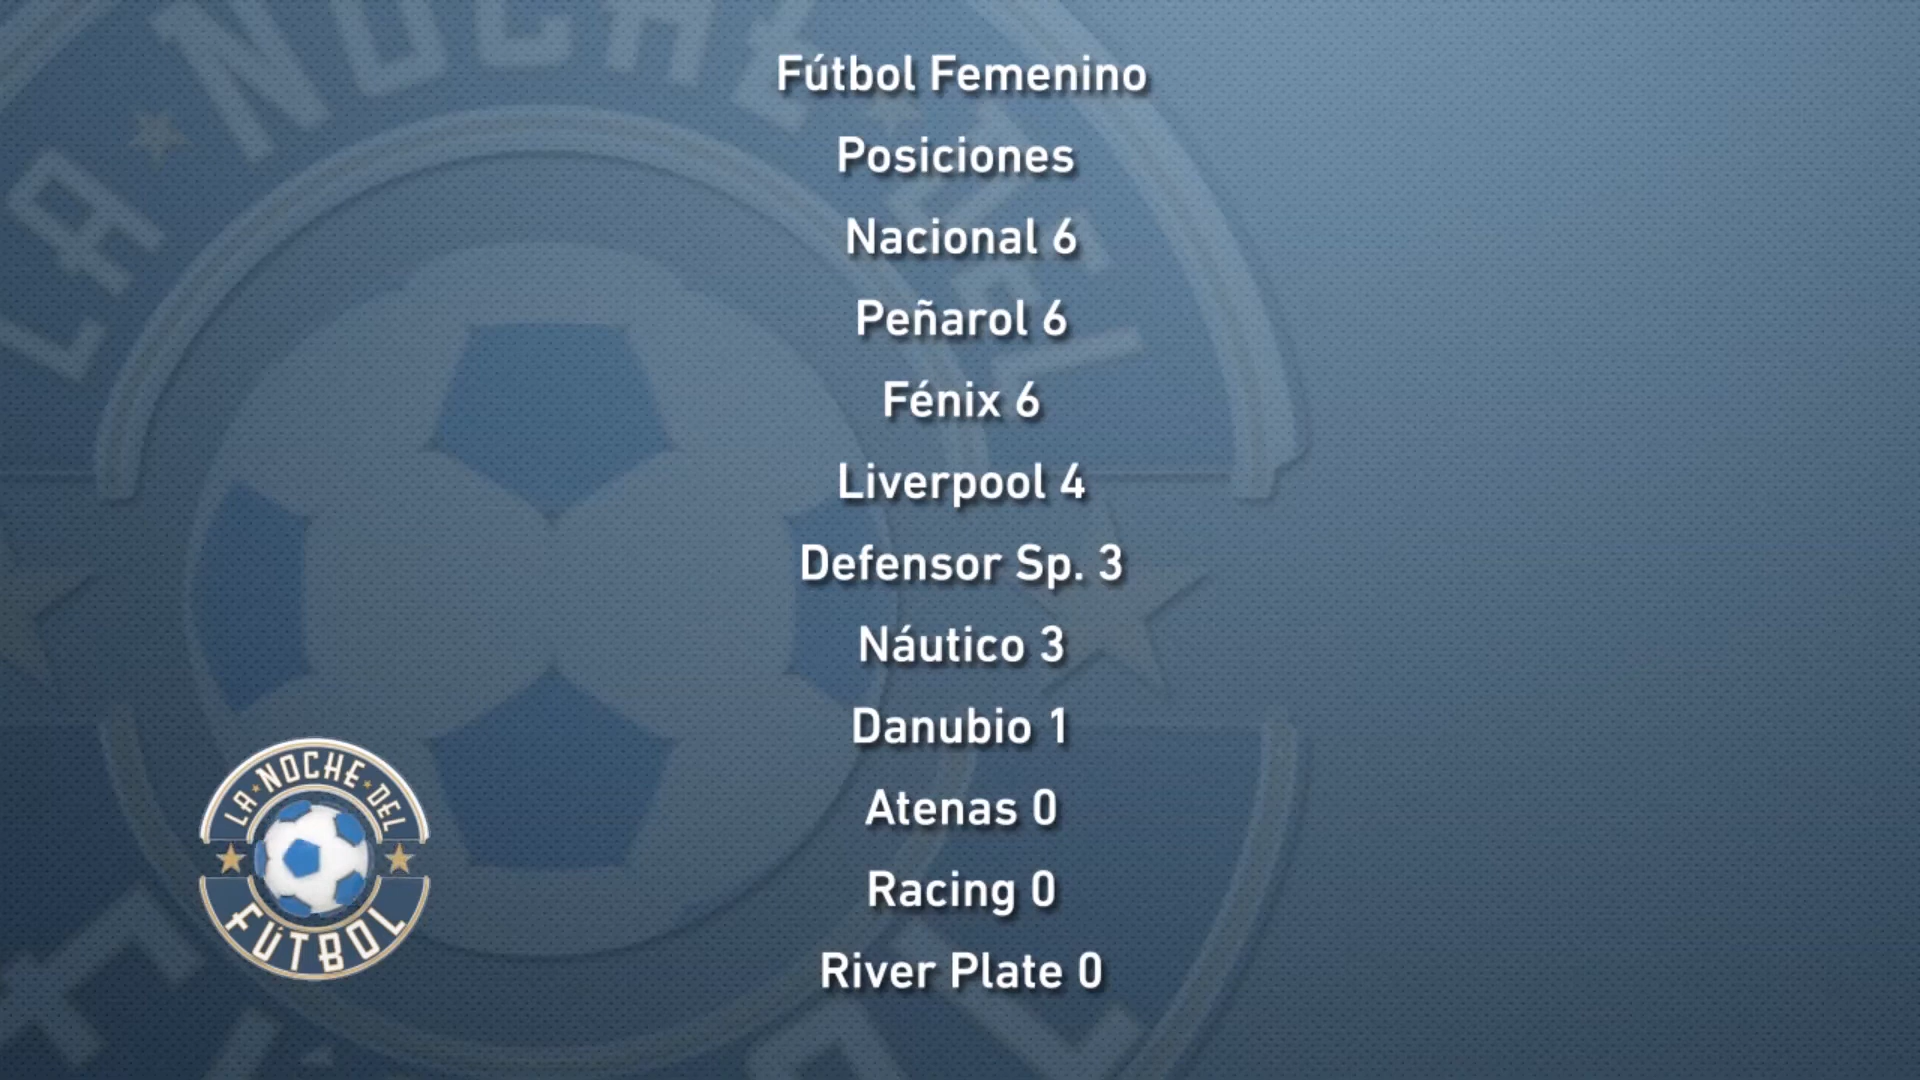 Fútbol Femenino
Posiciones
Nacional 6
Peñarol 6
Fénix 6
Liverpool 4
Defensor Sp. 3
Náutico 3
Danubio 1
Atenas 0
Racing 0
River Plate 0
LA NOCHE DEL
FÚTBOL